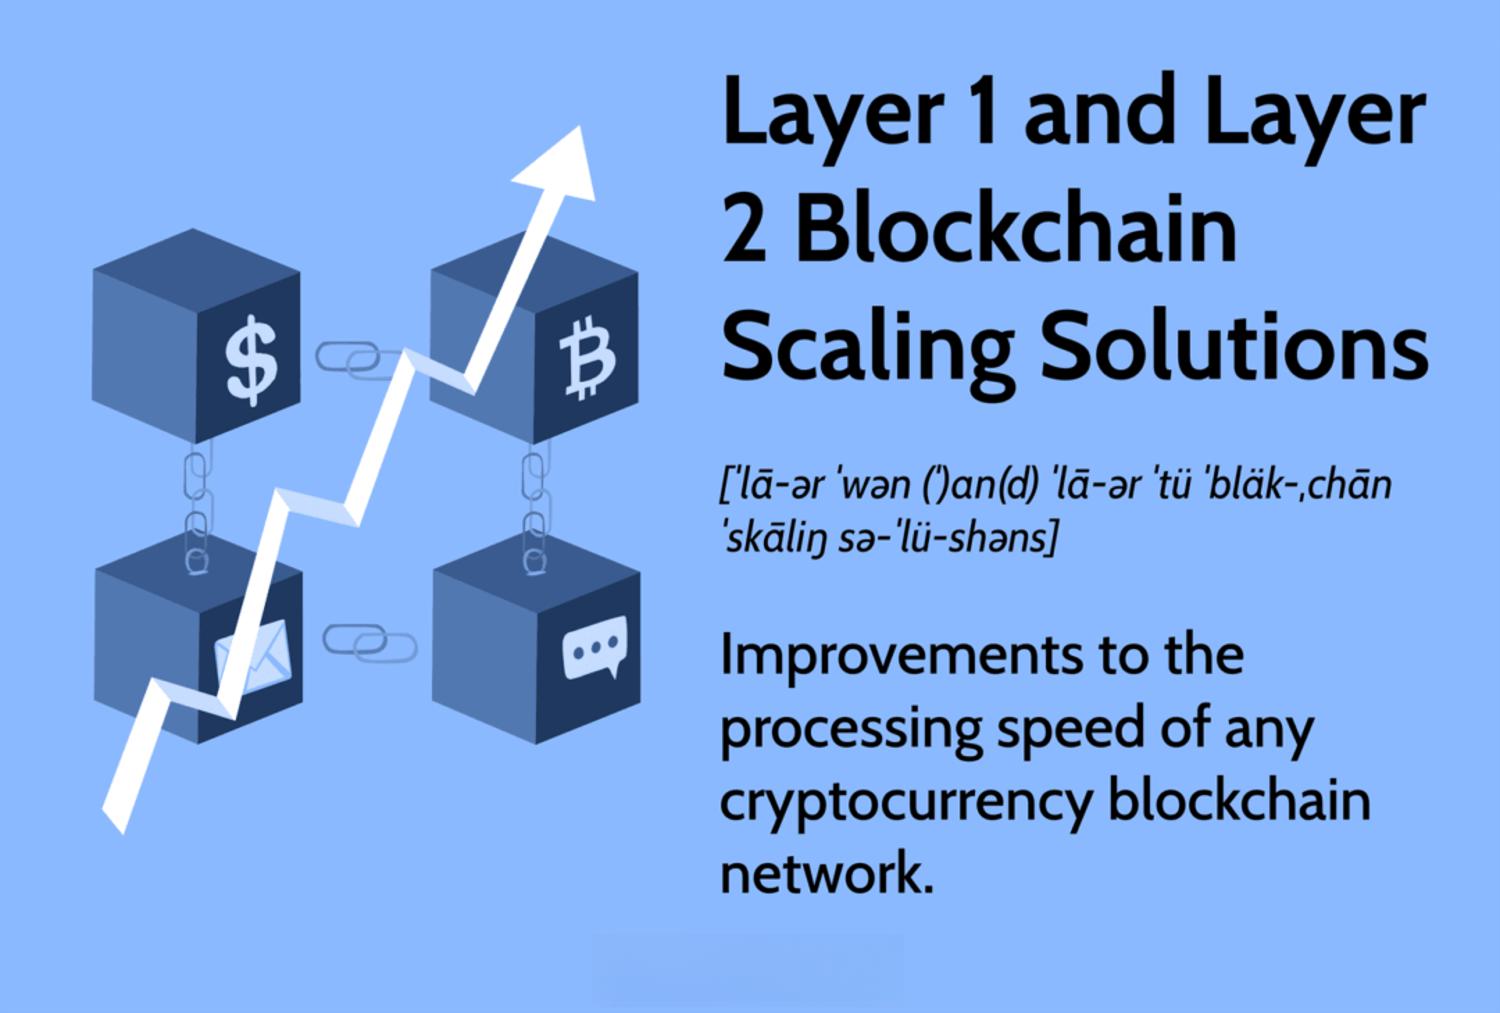 Layer 1 and Layer
2 Blockchain
Scaling Solutions
[ˈlā-ər ˈwən (ˈ)an(d) ˈlā-ər ˈtü ˈbläk-ˌchān
ˈskāliŋ sə-ˈlü-shəns]
Improvements to the
processing speed of any
cryptocurrency blockchain
network.
$
₿